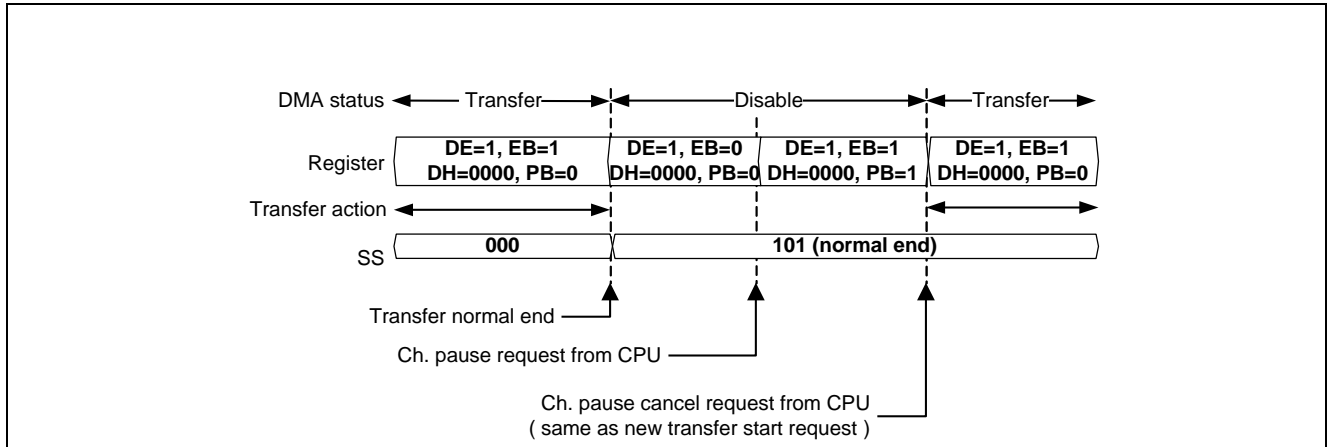 DMA status Transfer Disable Transfer
Register DE=1, EB=1 DE=1, EB=0 DE=1, EB=1 DE=1, EB=1
DH=0000, PB=0 DH=0000, PB=0 DH=0000, PB=1 DH=0000, PB=0
Transfer action
SS 000 101 (normal end)
Transfer normal end
Ch. pause request from CPU
Ch. pause cancel request from CPU
( same as new transfer start request )